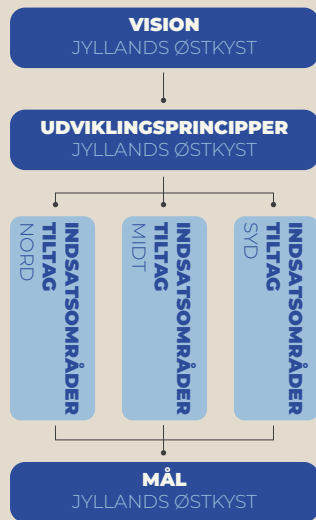 VISION
JYLLANDS ØSTKYST
UDVIKLINGSPRINCIPPER
JYLLANDS ØSTKYST
INDSATSOMRÅDER
TILTAG
NORD
INDSATSOMRÅDER
TILTAG
MIDT
INDSATSOMRÅDER
TILTAG
SYD
MÅL
JYLLANDS ØSTKYST